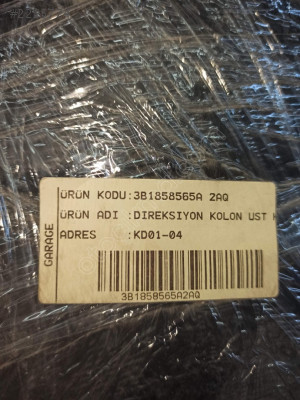 ÜRÜN KODU:3B1858565A 2AQ
ÜRÜN ADI :DIREKSIYON KOLON UST
ADRES :KD01-04
GARAGE
3B1858565A2AQ